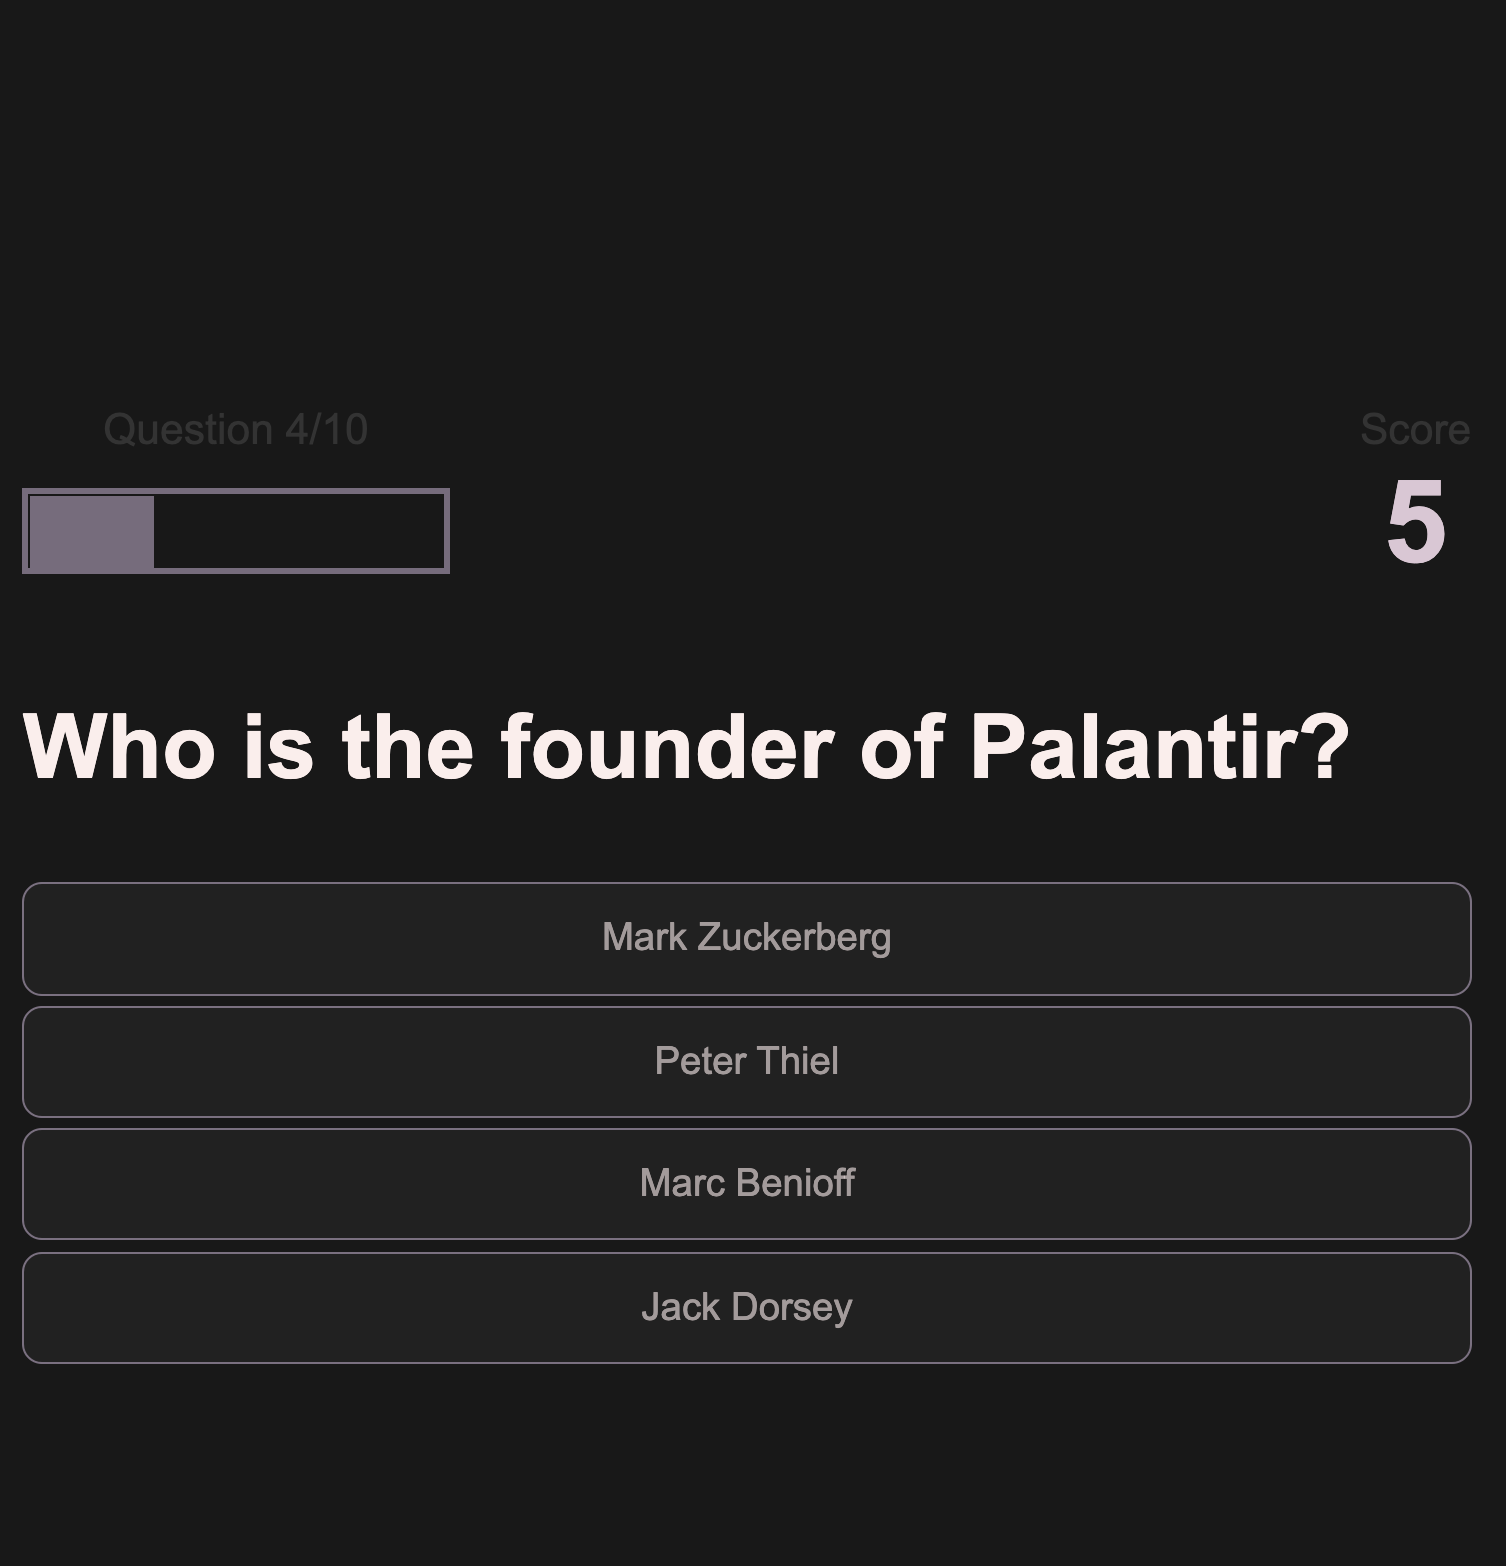 Question 4/10
Score
5
Who is the founder of Palantir?
Mark Zuckerberg
Peter Thiel
Marc Benioff
Jack Dorsey